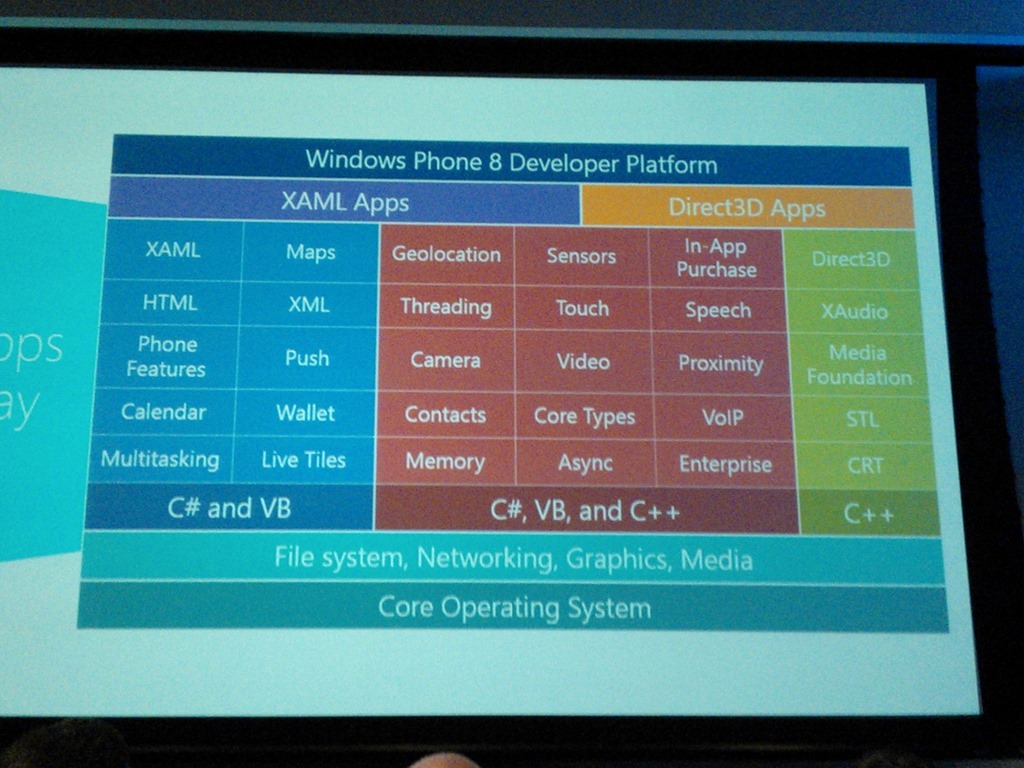 Windows Phone 8 Developer Platform
XAML Apps Direct3D Apps
XAML Maps Geolocation Sensors In-App Purchase Direct3D
HTML XML Threading Touch Speech XAudio
Phone Features Push Camera Video Proximity Media Foundation
Calendar Wallet Contacts Core Types VoIP STL
Multitasking Live Tiles Memory Async Enterprise CRT
C# and VB C#, VB, and C++ C++
File system, Networking, Graphics, Media
Core Operating System
pps
ay